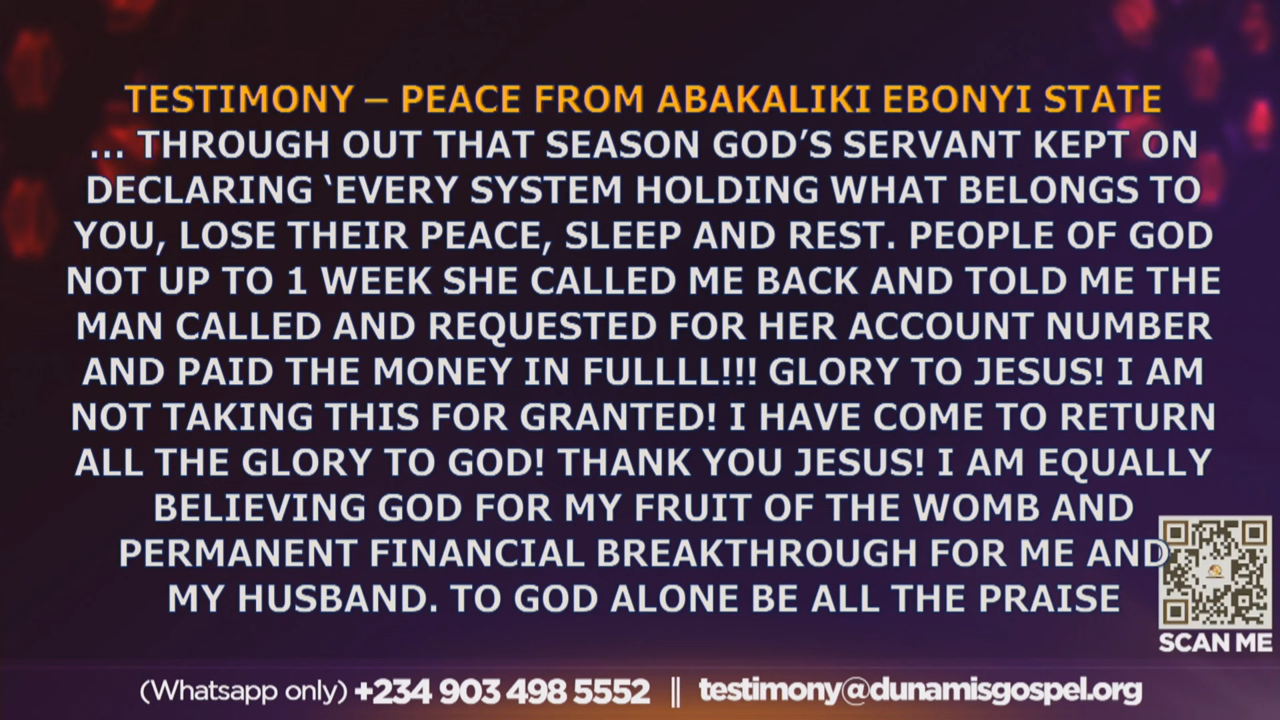 TESTIMONY – PEACE FROM ABAKALIKI EBONYI STATE
... THROUGH OUT THAT SEASON GOD’S SERVANT KEPT ON
DECLARING ‘EVERY SYSTEM HOLDING WHAT BELONGS TO
YOU, LOSE THEIR PEACE, SLEEP AND REST. PEOPLE OF GOD
NOT UP TO 1 WEEK SHE CALLED ME BACK AND TOLD ME THE
MAN CALLED AND REQUESTED FOR HER ACCOUNT NUMBER
AND PAID THE MONEY IN FULLLL!!! GLORY TO JESUS! I AM
NOT TAKING THIS FOR GRANTED! I HAVE COME TO RETURN
ALL THE GLORY TO GOD! THANK YOU JESUS! I AM EQUALLY
BELIEVING GOD FOR MY FRUIT OF THE WOMB AND
PERMANENT FINANCIAL BREAKTHROUGH FOR ME AND
MY HUSBAND. TO GOD ALONE BE ALL THE PRAISE
SCAN ME
(Whatsapp only) +234 903 498 5552 || testimony@dunamisgospel.org